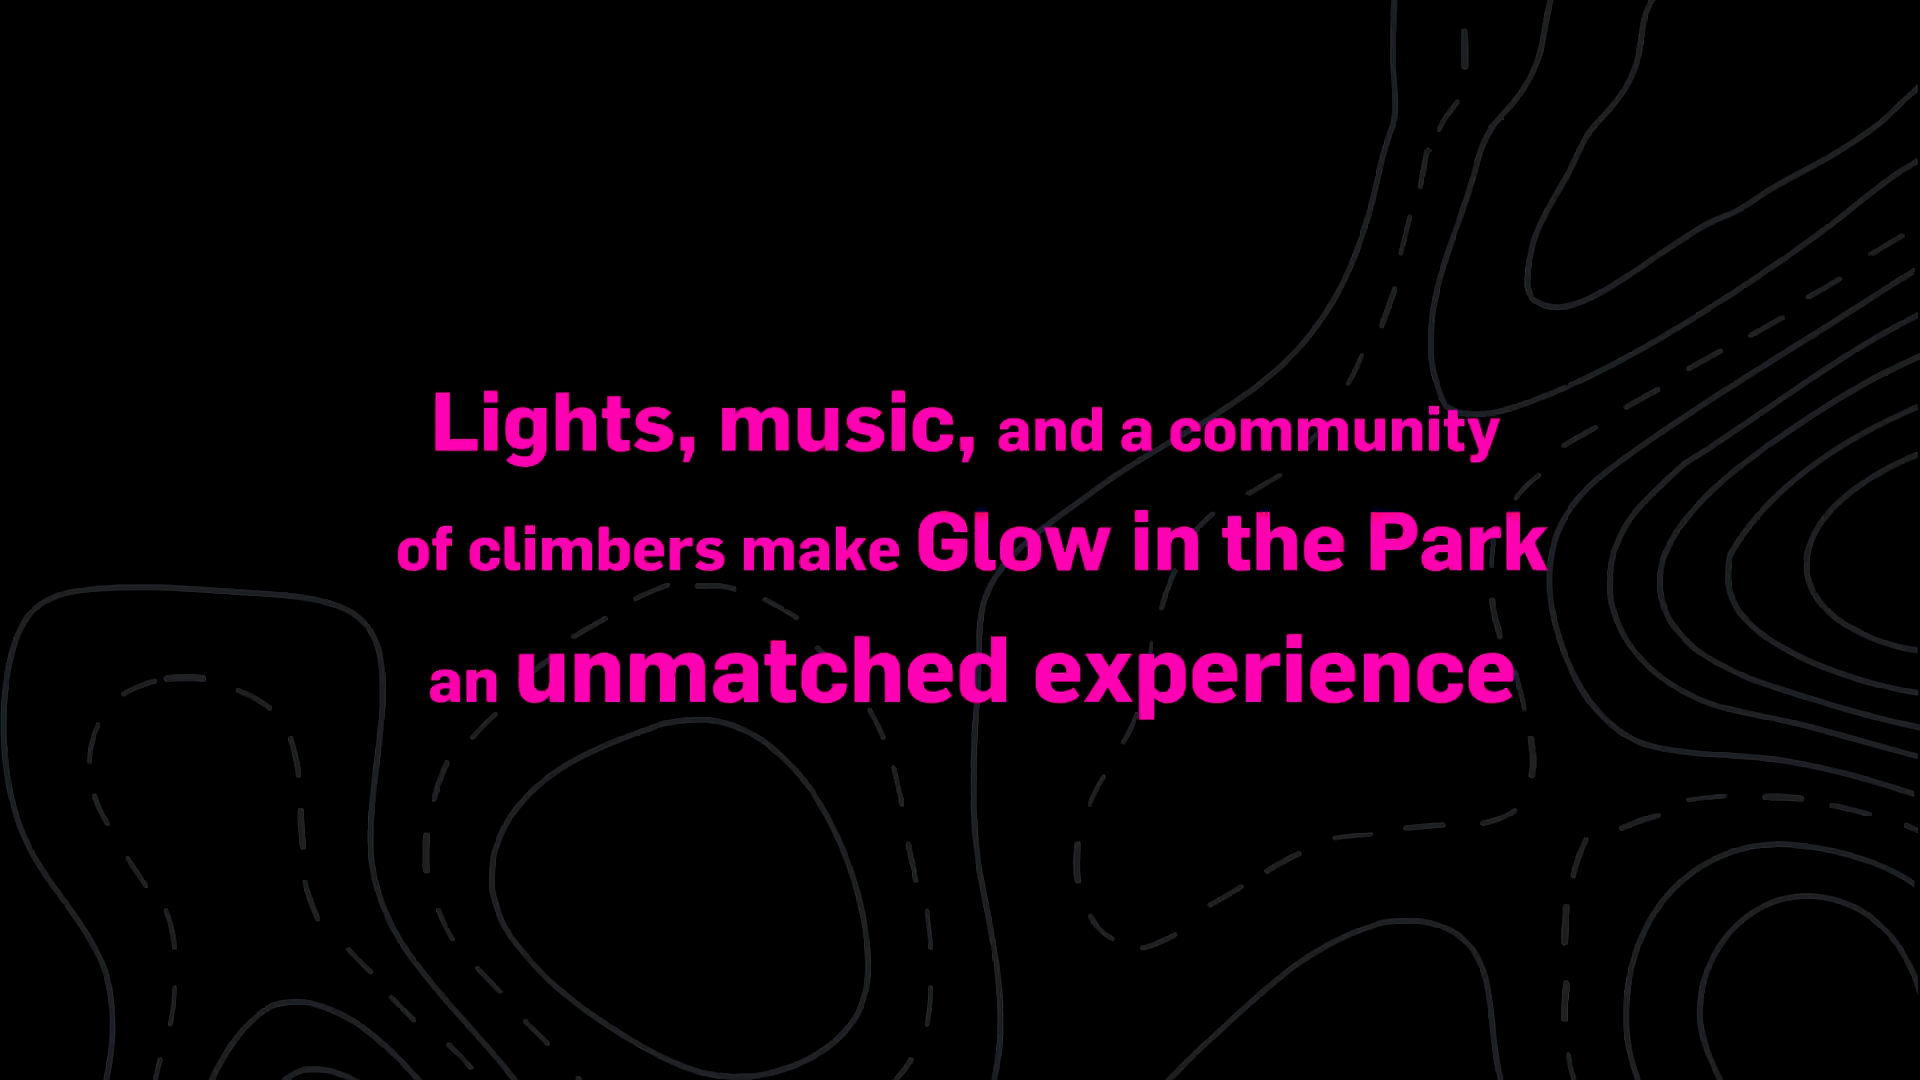 Lights, music, and a community
of climbers make Glow in the Park
an unmatched experience